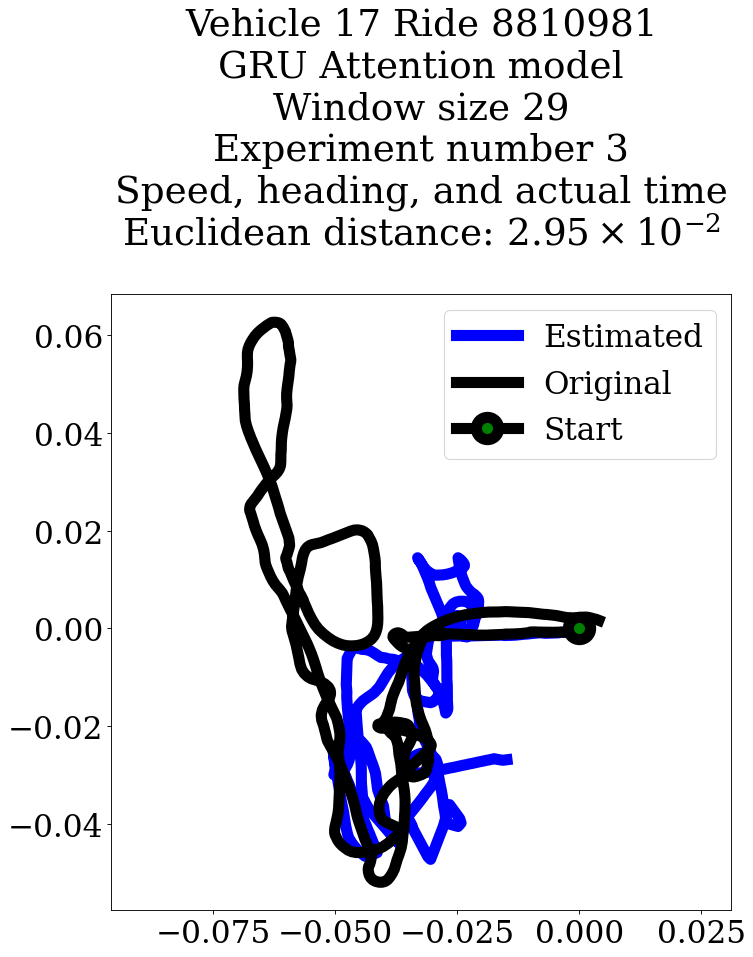 Vehicle 17 Ride 8810981
GRU Attention model
Window size 29
Experiment number 3
Speed, heading, and actual time
Euclidean distance: 2.95 × 10⁻²
Estimated
Original
Start
0.06
0.04
0.02
0.00
−0.02
−0.04
−0.075 −0.050 −0.025 0.000 0.025